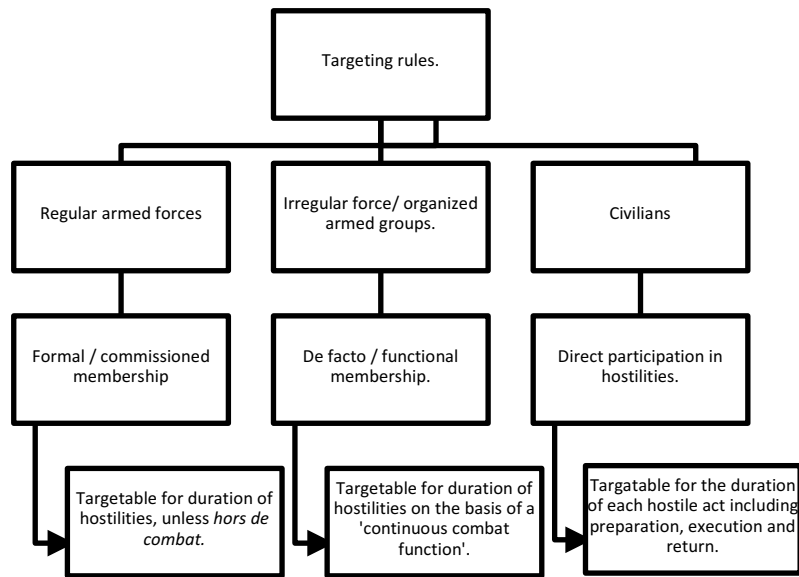 Targeting rules.
Regular armed forces
Irregular force/ organized
armed groups.
Civilians
Formal / commissioned
membership
De facto / functional
membership.
Direct participation in
hostilities.
Targetable for duration of
hostilities, unless hors de
combat.
Targetable for duration of
hostilities on the basis of a
'continuous combat
function'.
Targatable for the duration
of each hostile act including
preparation, execution and
return.